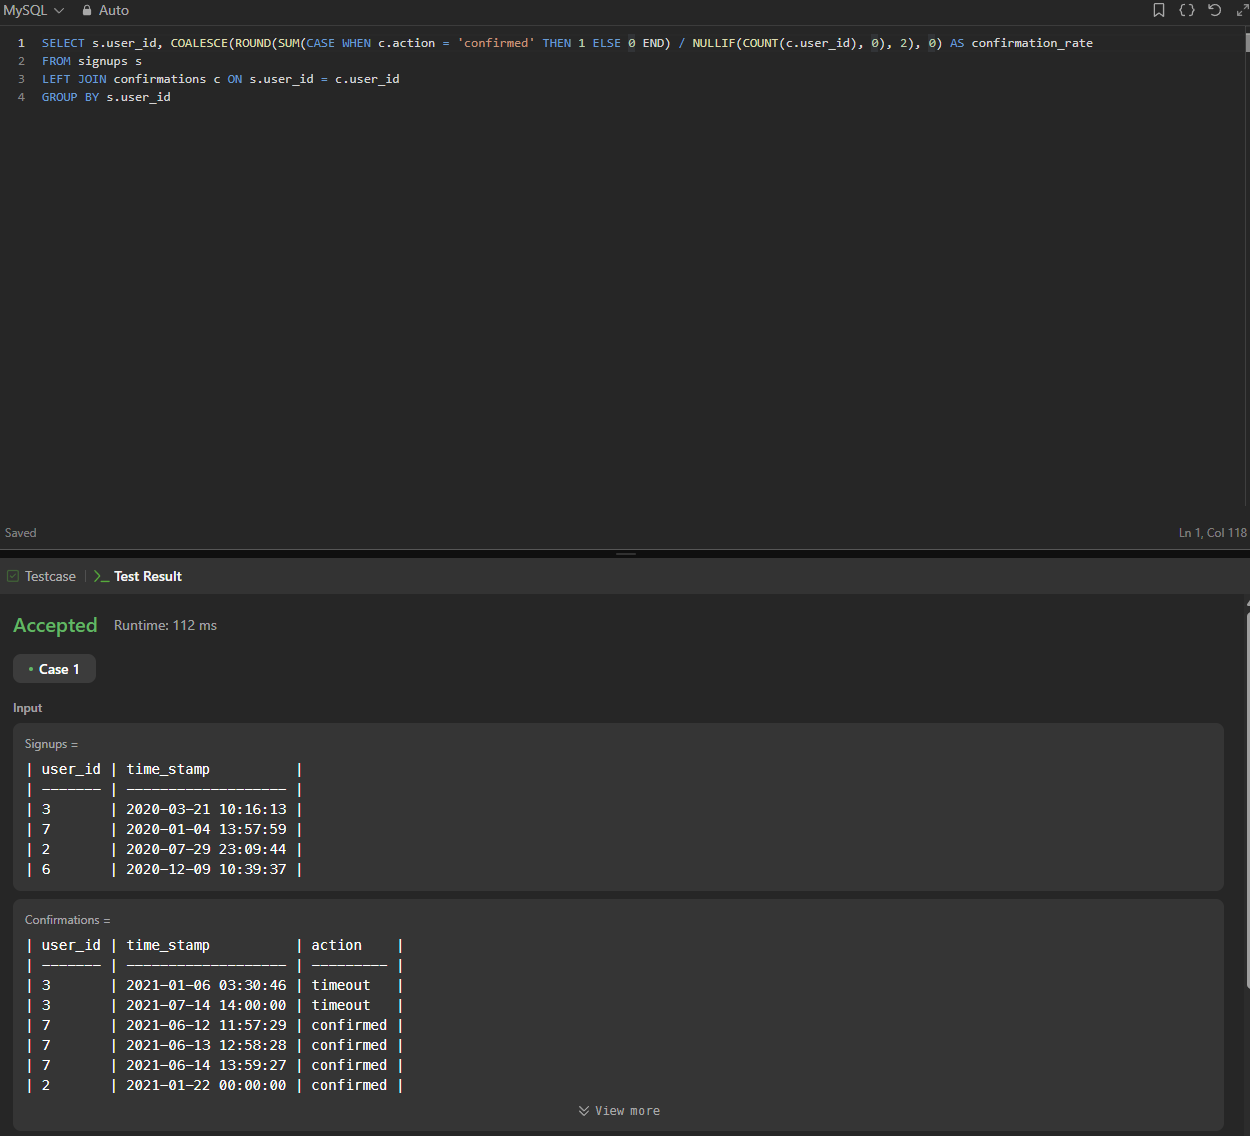 MySQL Auto
1 SELECT s.user_id, COALESCE(ROUND(SUM(CASE WHEN c.action = 'confirmed' THEN 1 ELSE 0 END) / NULLIF(COUNT(c.user_id), 0), 2), 0) AS confirmation_rate
2 FROM signups s
3 LEFT JOIN confirmations c ON s.user_id = c.user_id
4 GROUP BY s.user_id
Saved Ln 1, Col 118
Testcase | >_ Test Result
Accepted Runtime: 112 ms
• Case 1
Input
Signups =
| user_id | time_stamp          |
| ------- | ------------------- |
| 3       | 2020-03-21 10:16:13 |
| 7       | 2020-01-04 13:57:59 |
| 2       | 2020-07-29 23:09:44 |
| 6       | 2020-12-09 10:39:37 |
Confirmations =
| user_id | time_stamp          | action    |
| ------- | ------------------- | --------- |
| 3       | 2021-01-06 03:30:46 | timeout   |
| 3       | 2021-07-14 14:00:00 | timeout   |
| 7       | 2021-06-12 11:57:29 | confirmed |
| 7       | 2021-06-13 12:58:28 | confirmed |
| 7       | 2021-06-14 13:59:27 | confirmed |
| 2       | 2021-01-22 00:00:00 | confirmed |
View more